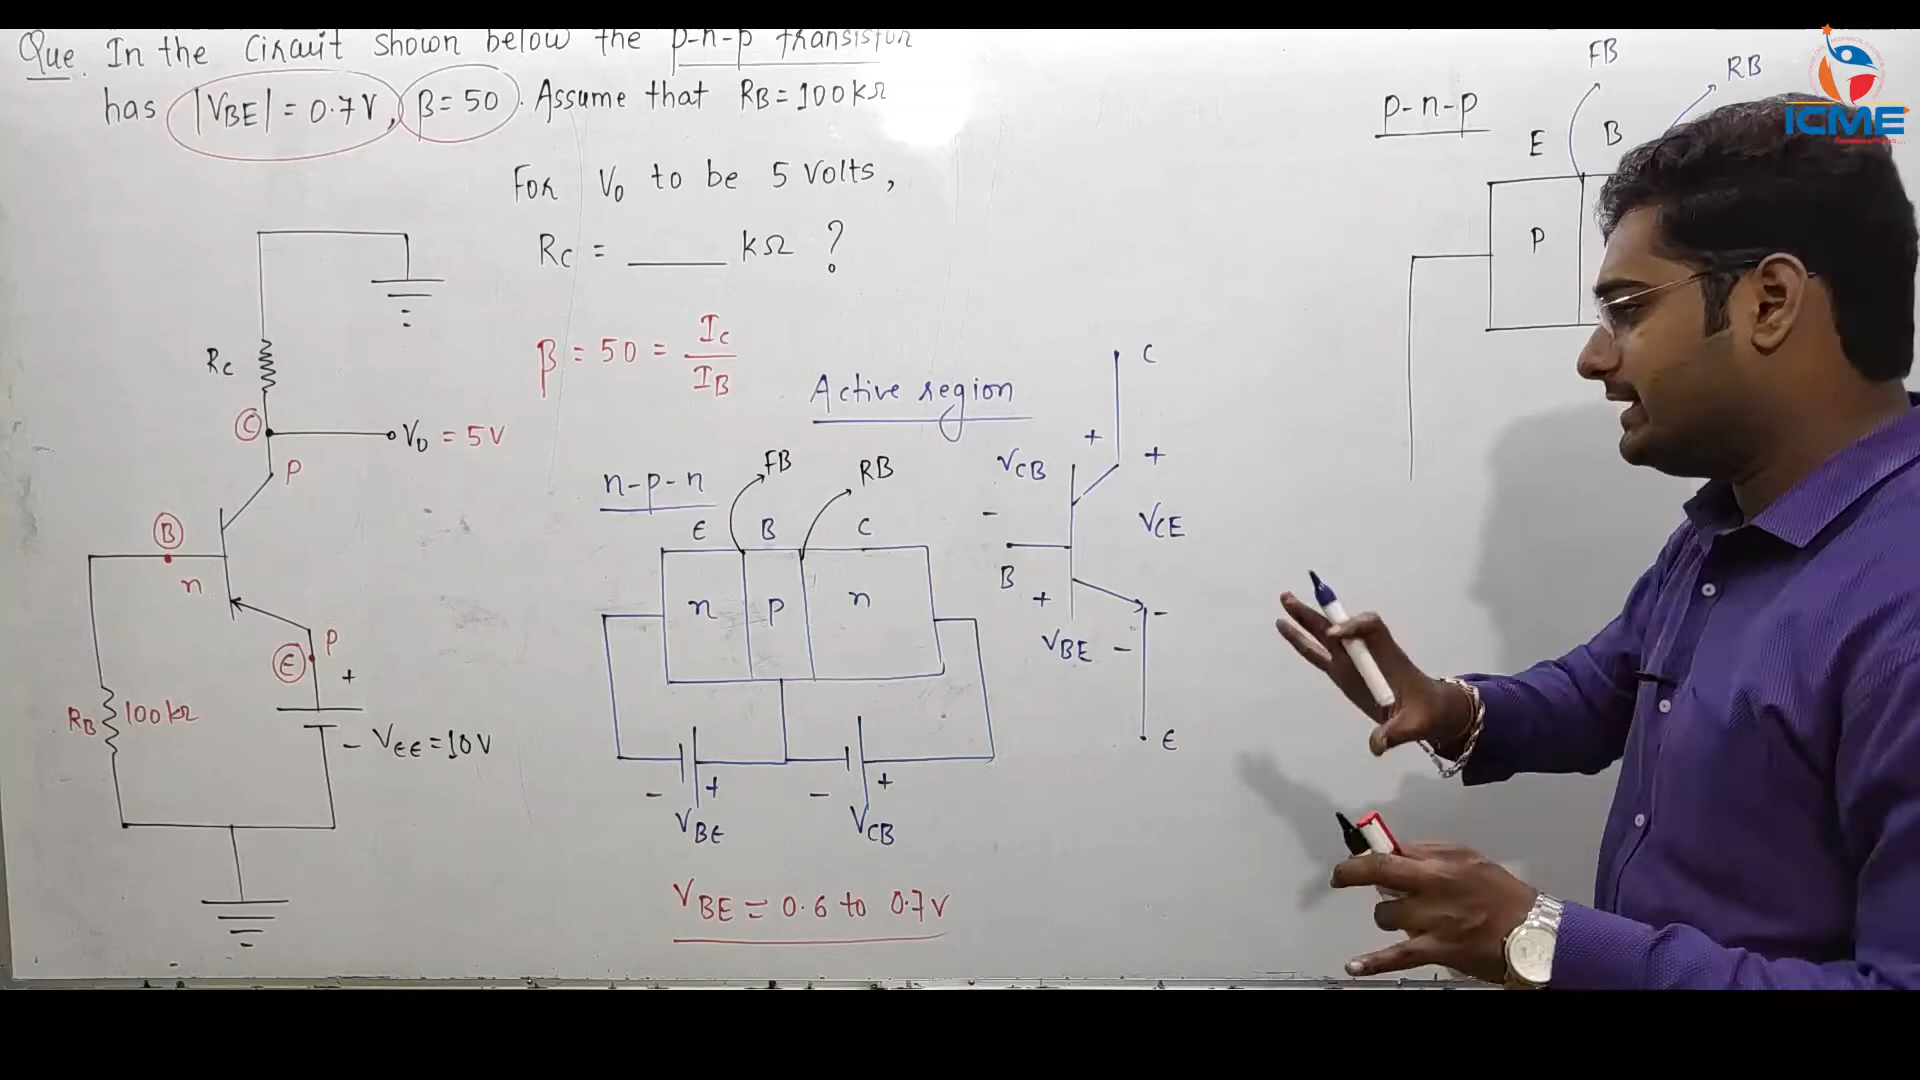 Que. In the circuit shown below the p-n-p transistor
has |VBE| = 0.7V, β = 50. Assume that RB = 100kΩ
For V0 to be 5 Volts,
RC = ______ kΩ ?
β = 50 = IC/IB
Active region
RC
C
V0 = 5V
P
B
n
P
E
+
RB 100kΩ
- VEE = 10V
n-p-n
FB
RB
E B C
n p n
- +
- +
VBE
VCB
VBE = 0.6 to 0.7V
C
+
+
VCB
-
VCE
B
+
-
VBE -
E
p-n-p
FB
RB
E
B
P
ICME